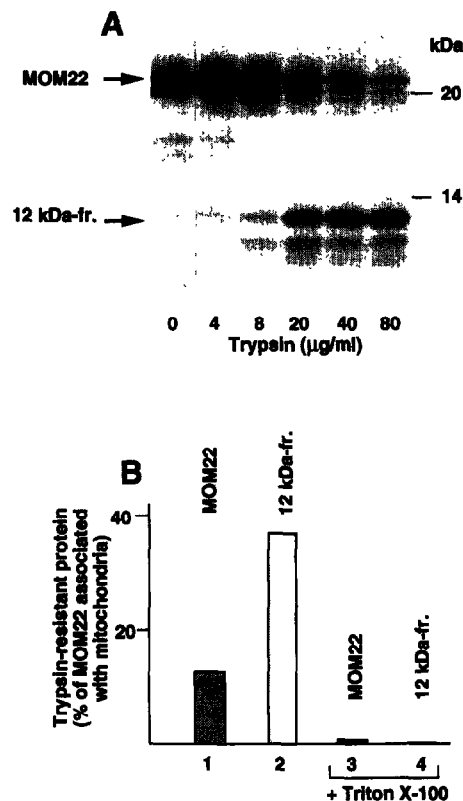 A
kDa
MOM22
20
14
12 kDa-fr.
0 4 8 20 40 80
Trypsin (µg/ml)
B
Trypsin-resistant protein
(% of MOM22 associated
with mitochondria)
40
20
MOM22
12 kDa-fr.
MOM22
12 kDa-fr.
1 2 3 4
+ Triton X-100